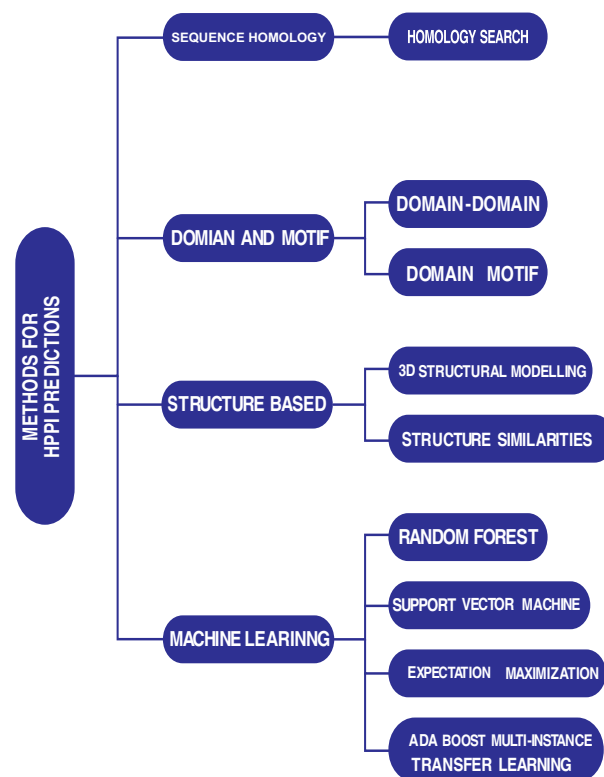 METHODS FOR
HPPI PREDICTIONS
SEQUENCE HOMOLOGY
HOMOLOGY SEARCH
DOMIAN AND MOTIF
DOMAIN-DOMAIN
DOMAIN MOTIF
STRUCTURE BASED
3D STRUCTURAL MODELLING
STRUCTURE SIMILARITIES
MACHINE LEARINNG
RANDOM FOREST
SUPPORT VECTOR MACHINE
EXPECTATION MAXIMIZATION
ADA BOOST MULTI-INSTANCE
TRANSFER LEARNING